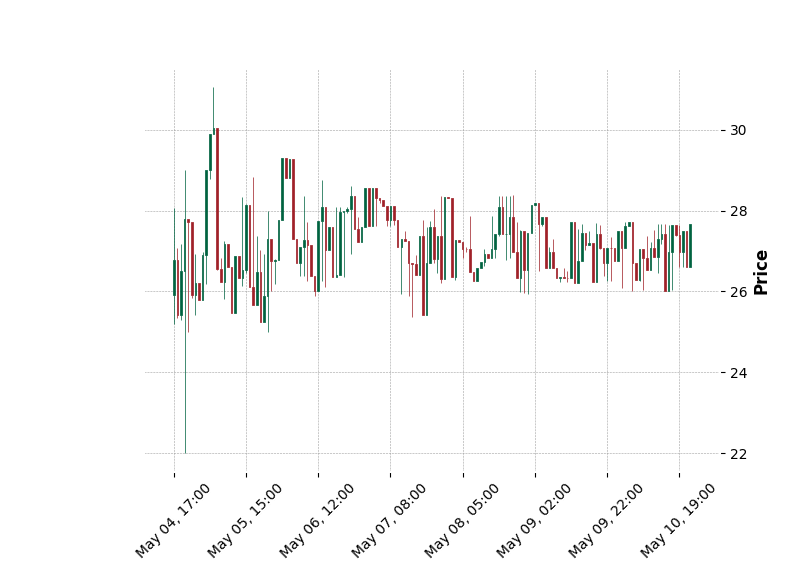 30
28
26
24
22
Price
May 04, 17:00
May 05, 15:00
May 06, 12:00
May 07, 08:00
May 08, 05:00
May 09, 02:00
May 09, 22:00
May 10, 19:00